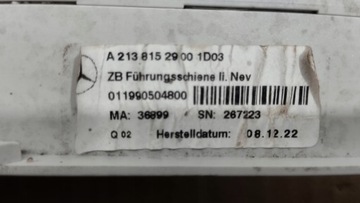 A 213 815 29 00 1D03
ZB Führungsschiene li. Nev
011990504800
MA: 36899 SN: 267223
Q 02 Herstelldatum: 08.12.22